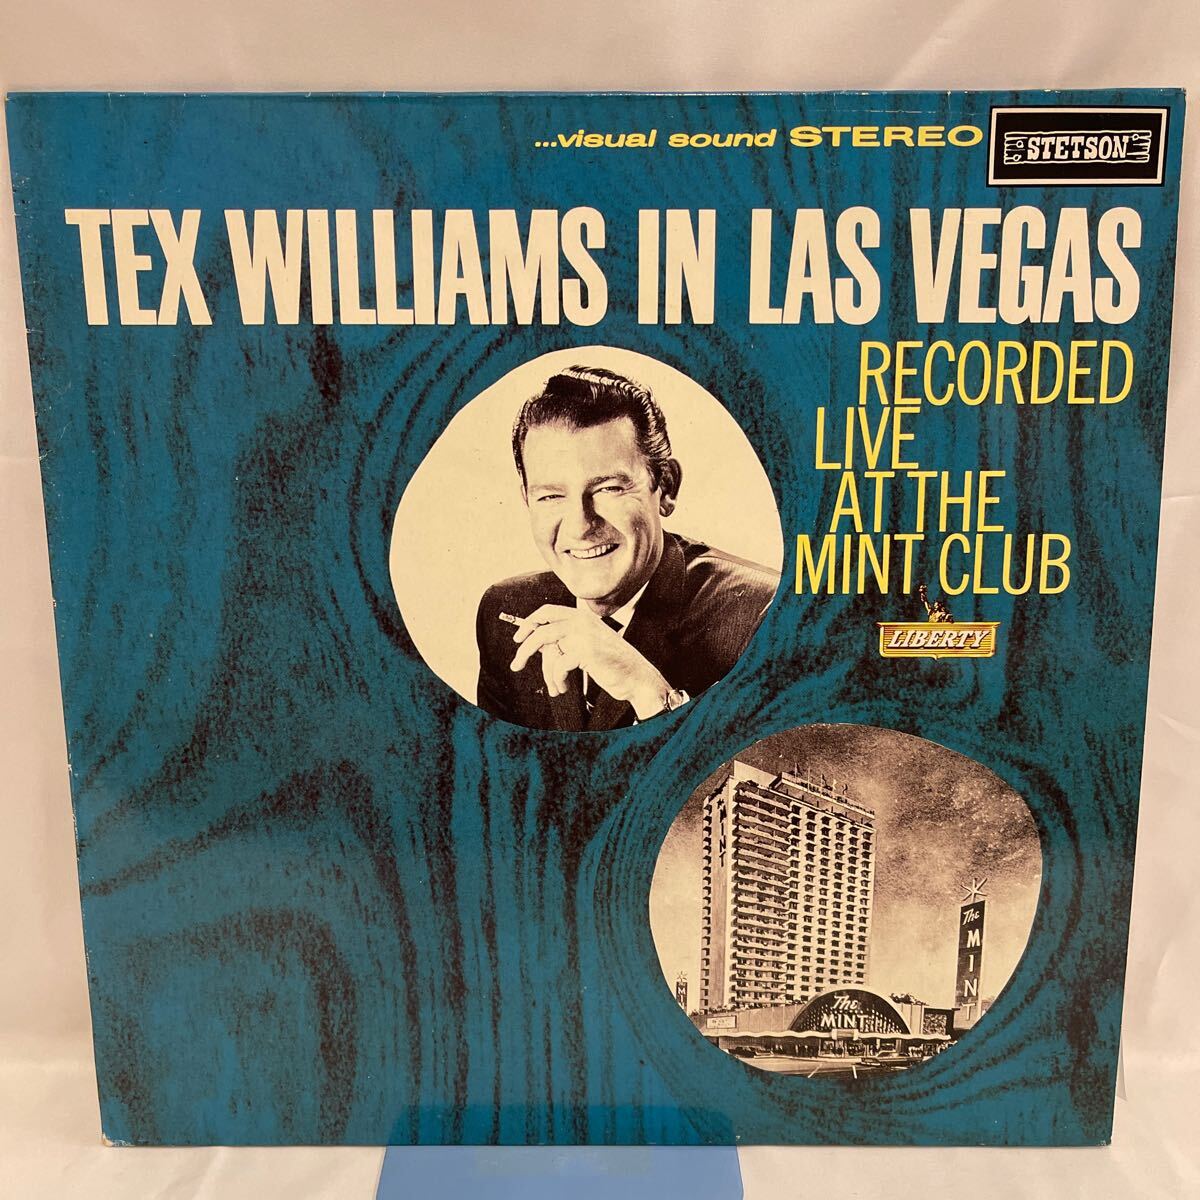 ...visual sound STEREO
STETSON
TEX WILLIAMS IN LAS VEGAS
RECORDED
LIVE
AT THE
MINT CLUB
LIBERTY
MINT
The
MINT
The
MINT
MINT